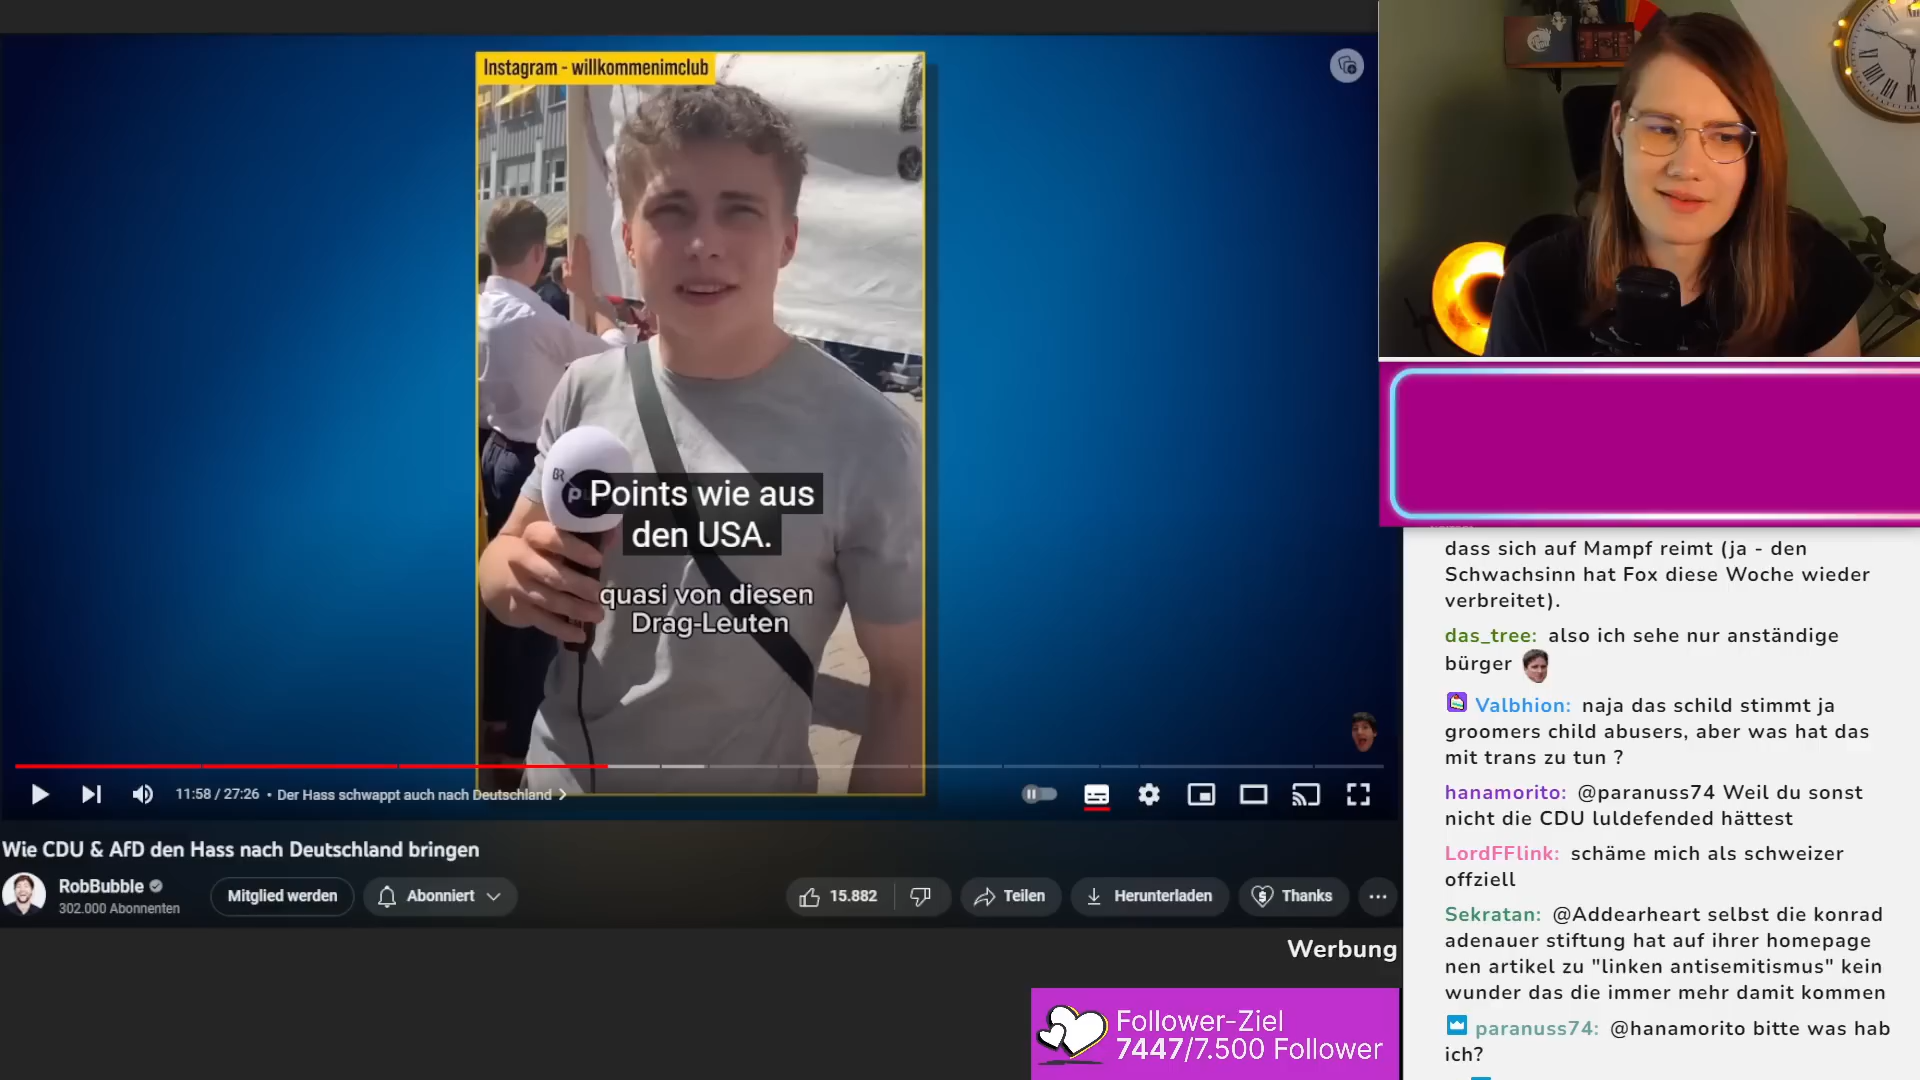 Instagram - willkommenimclub
BR
Points wie aus
den USA.
quasi von diesen
Drag-Leuten
11:58 / 27:26 • Der Hass schwappt auch nach Deutschland
Wie CDU & AfD den Hass nach Deutschland bringen
RobBubble
302.000 Abonnenten
Mitglied werden
Abonniert
15.882
Teilen
Herunterladen
Thanks
Werbung
Follower-Ziel
7447/7.500 Follower
dass sich auf Mampf reimt (ja - den
Schwachsinn hat Fox diese Woche wieder
verbreitet).
das_tree: also ich sehe nur anständige
bürger
Valbhion: naja das schild stimmt ja
groomers child abusers, aber was hat das
mit trans zu tun ?
hanamorito: @paranuss74 Weil du sonst
nicht die CDU luldefended hättest
LordFFlink: schäme mich als schweizer
offziell
Sekratan: @Addearheart selbst die konrad
adenauer stiftung hat auf ihrer homepage
nen artikel zu "linken antisemitismus" kein
wunder das die immer mehr damit kommen
paranuss74: @hanamorito bitte was hab
ich?